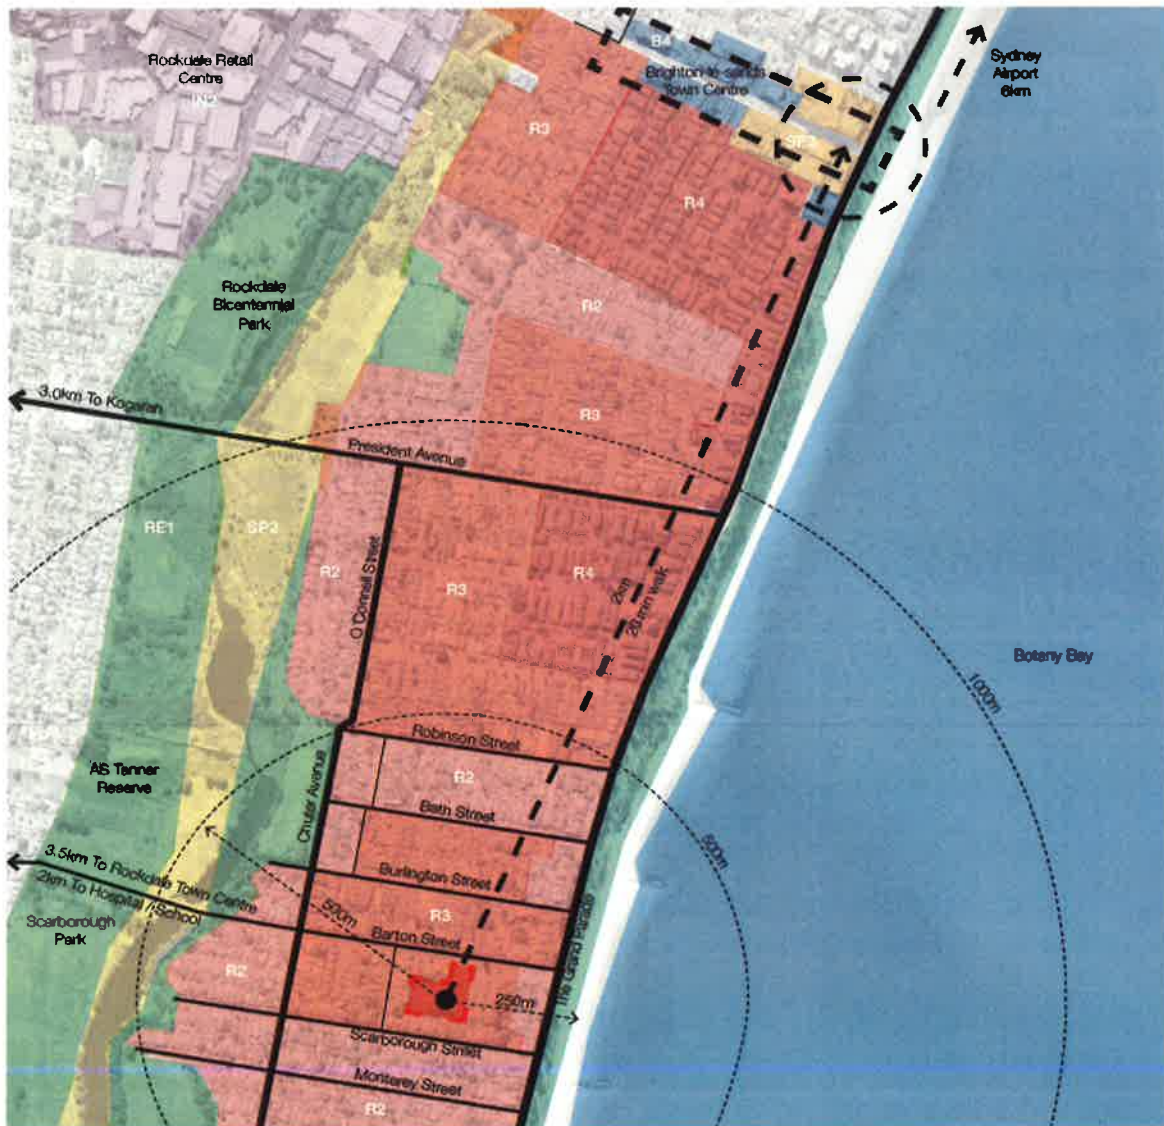 Rockdale Retail
Centre
IN2
B4
Brighton-le-sands
Town Centre
SP3
Sydney
Airport
6km
R3
R4
Rockdale
Bicentennial
Park
R2
3.0km To Kogarah
R3
President Avenue
RE1
SP2
R2
O'Connell Street
R3
R4
2km
20 min walk
Botany Bay
1000m
Robinson Street
R2
AS Tanner
Reserve
Chuter Avenue
Bath Street
500m
3.5km To Rockdale Town Centre
2km To Hospital / School
Burlington Street
Scarborough
Park
500m
R3
Barton Street
The Grand Parade
R2
250m
Scarborough Street
Monterey Street
R2